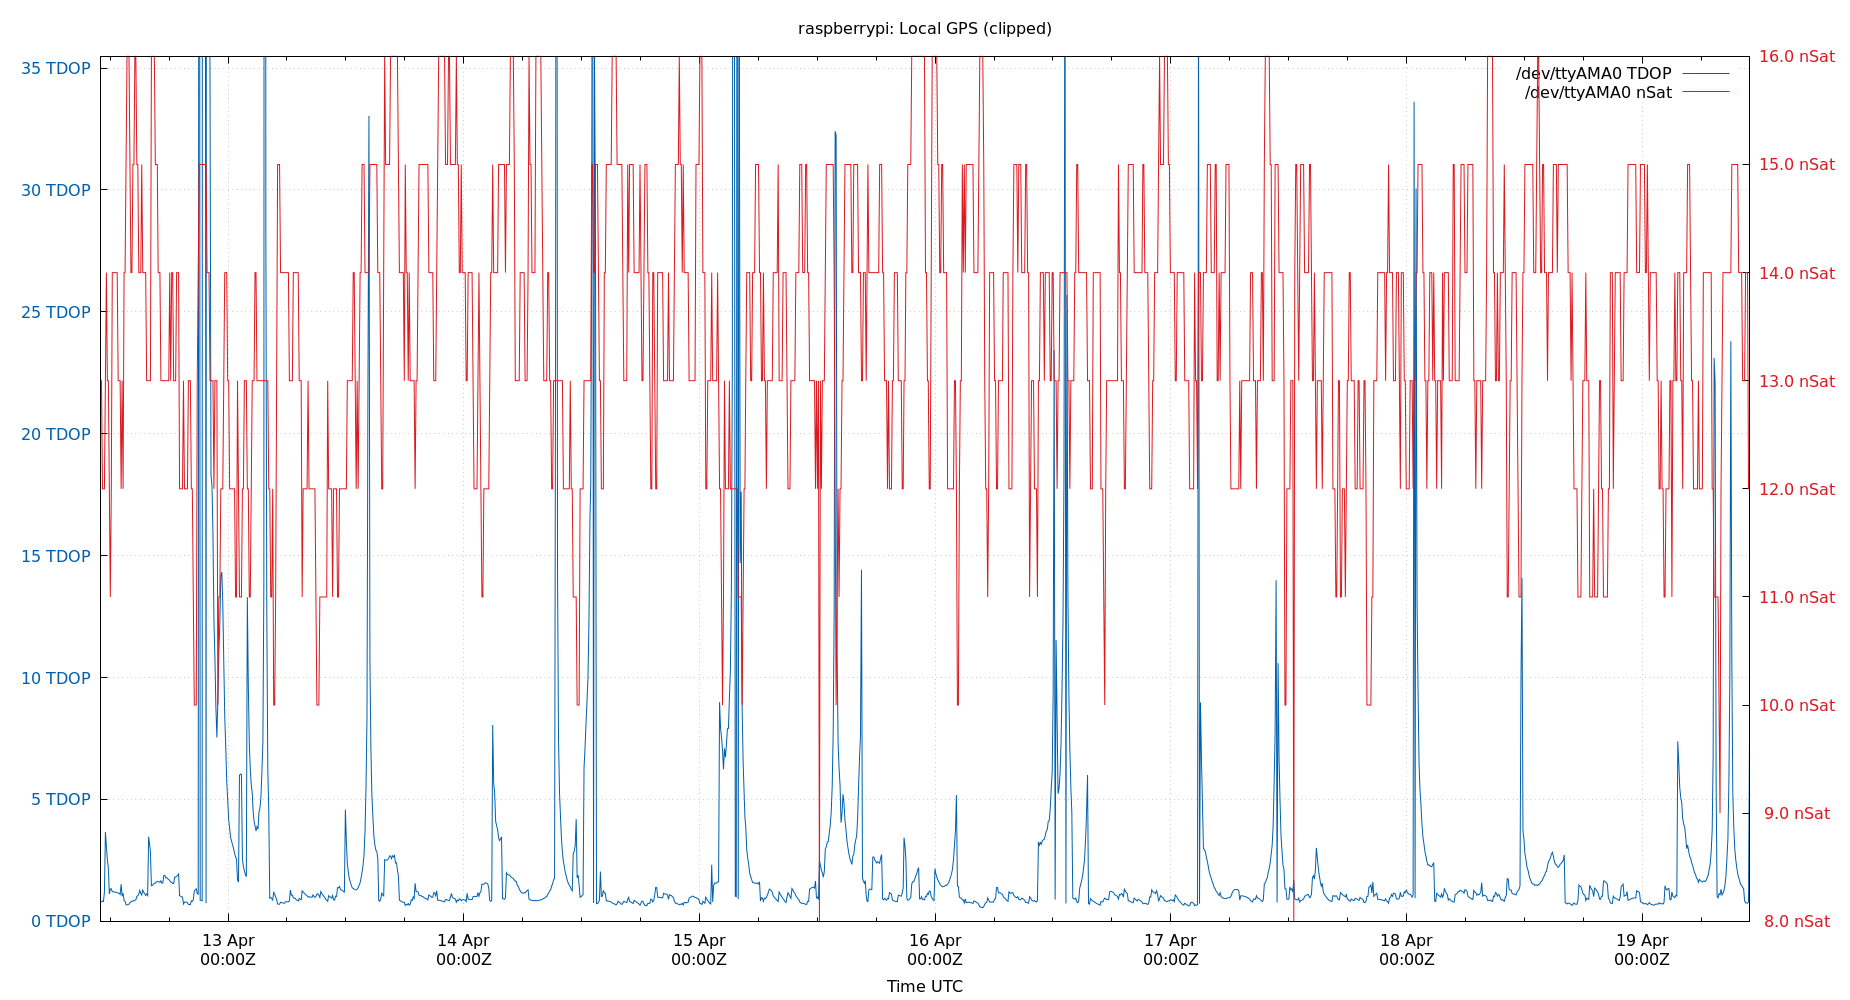 raspberrypi: Local GPS (clipped)
/dev/ttyAMA0 TDOP
/dev/ttyAMA0 nSat
35 TDOP
30 TDOP
25 TDOP
20 TDOP
15 TDOP
10 TDOP
5 TDOP
0 TDOP
16.0 nSat
15.0 nSat
14.0 nSat
13.0 nSat
12.0 nSat
11.0 nSat
10.0 nSat
9.0 nSat
8.0 nSat
13 Apr 14 Apr 15 Apr 16 Apr 17 Apr 18 Apr 19 Apr
00:00Z 00:00Z 00:00Z 00:00Z 00:00Z 00:00Z 00:00Z
Time UTC